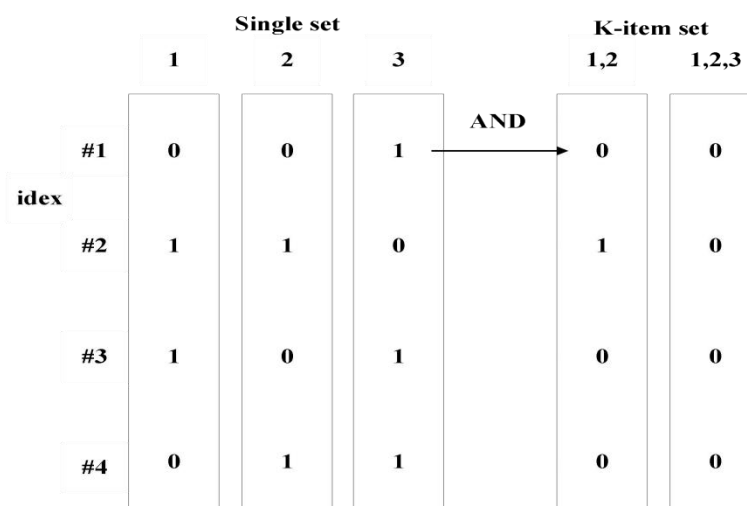 Single set K-item set
1 2 3 1,2 1,2,3
AND
#1 0 0 1 0 0
idex
#2 1 1 0 1 0
#3 1 0 1 0 0
#4 0 1 1 0 0